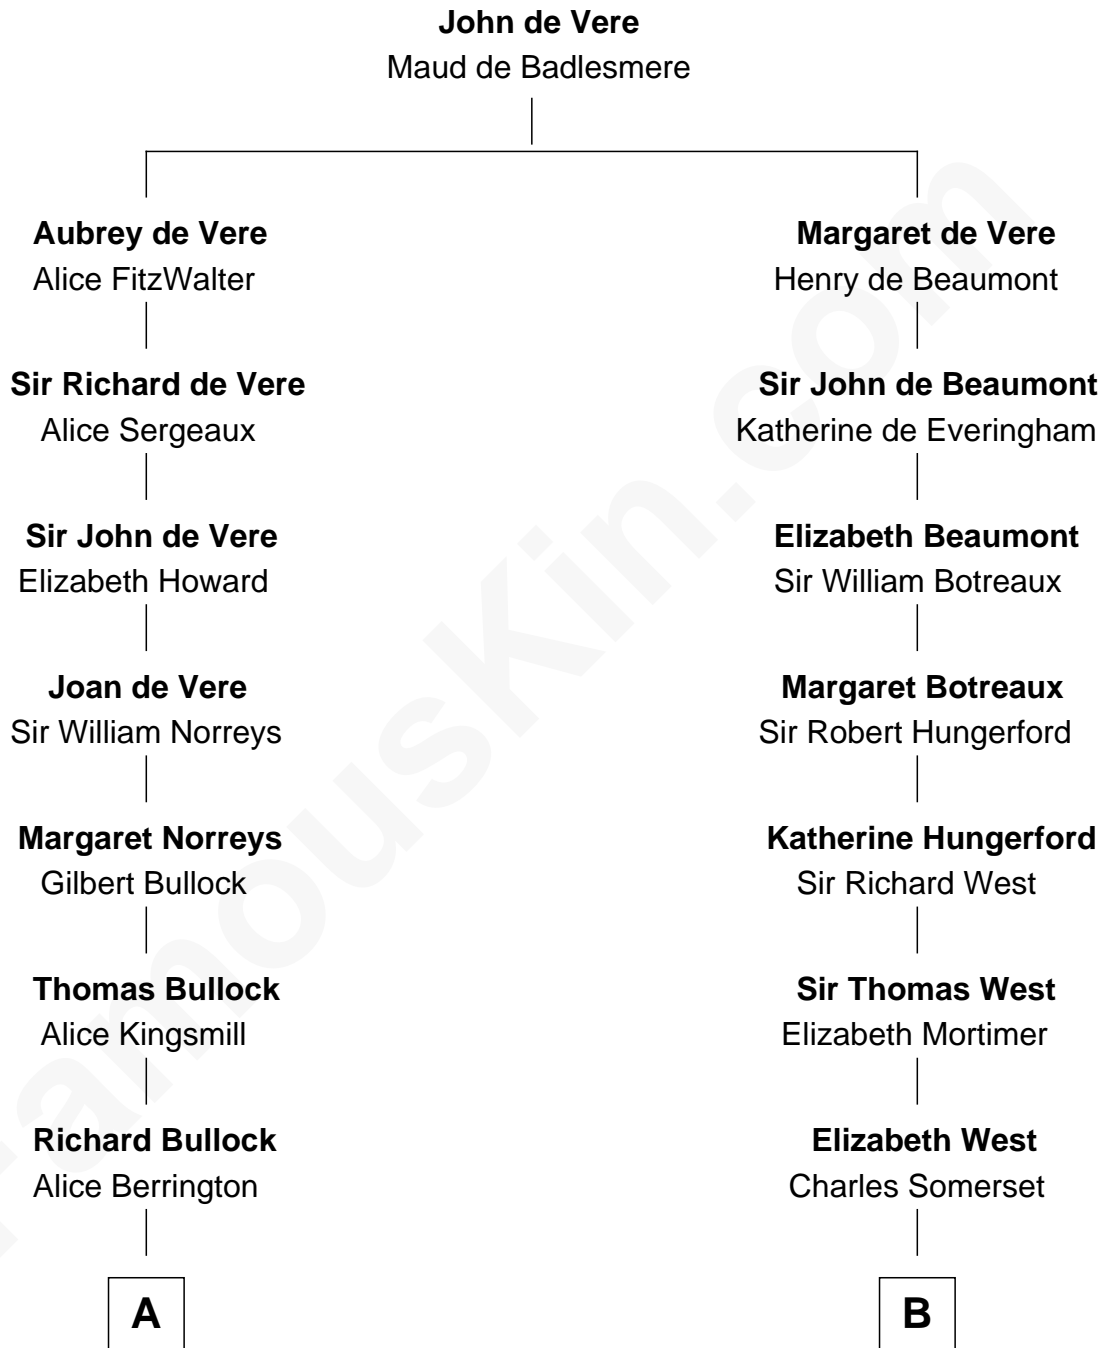 John de Vere
Maud de Badlesmere
Aubrey de Vere
Alice FitzWalter
Margaret de Vere
Henry de Beaumont
Sir Richard de Vere
Alice Sergeaux
Sir John de Beaumont
Katherine de Everingham
Sir John de Vere
Elizabeth Howard
Elizabeth Beaumont
Sir William Botreaux
Joan de Vere
Sir William Norreys
Margaret Botreaux
Sir Robert Hungerford
Margaret Norreys
Gilbert Bullock
Katherine Hungerford
Sir Richard West
Thomas Bullock
Alice Kingsmill
Sir Thomas West
Elizabeth Mortimer
Richard Bullock
Alice Berrington
Elizabeth West
Charles Somerset
A
B
FamousKin.com